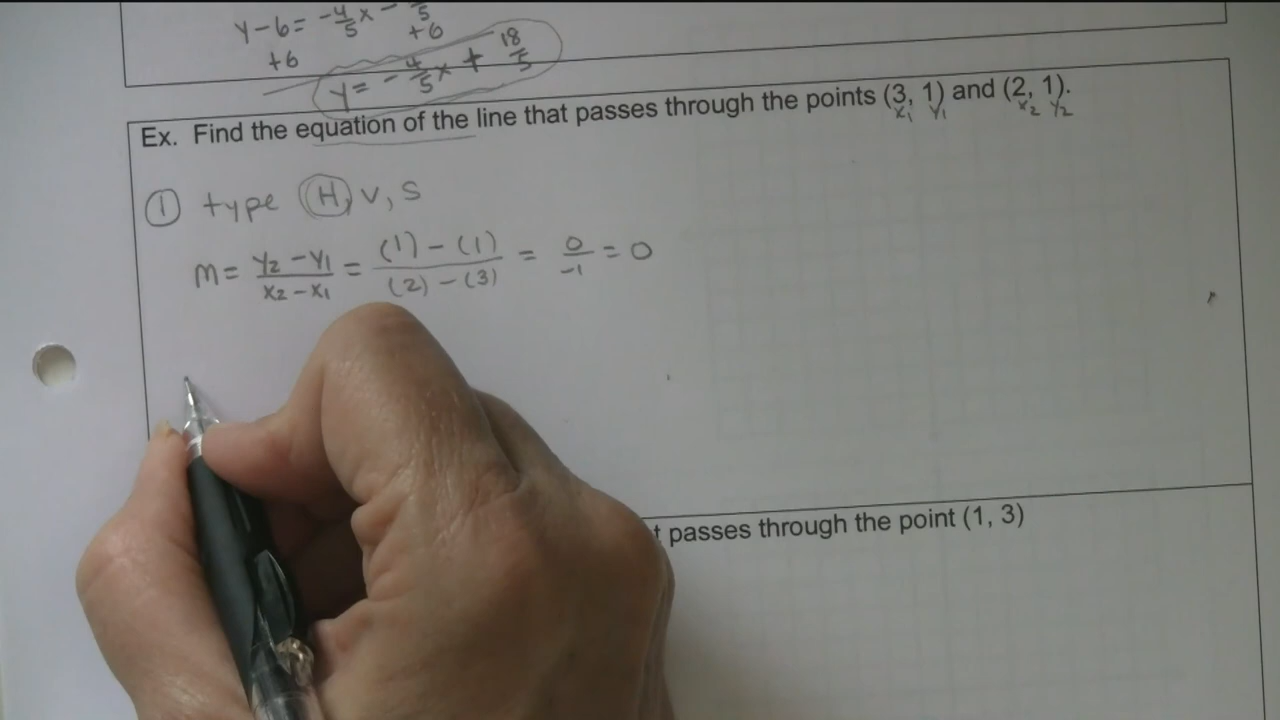 y-6= -4/5x -
5
+6 +6
y= -4/5x + 18/5
Ex. Find the equation of the line that passes through the points (3, 1) and (2, 1).
x1 y1 x2 y2
① type H, V, S
m= y2-y1/x2-x1 = (1)-(1)/(2)-(3) = 0/-1 = 0
passes through the point (1, 3)